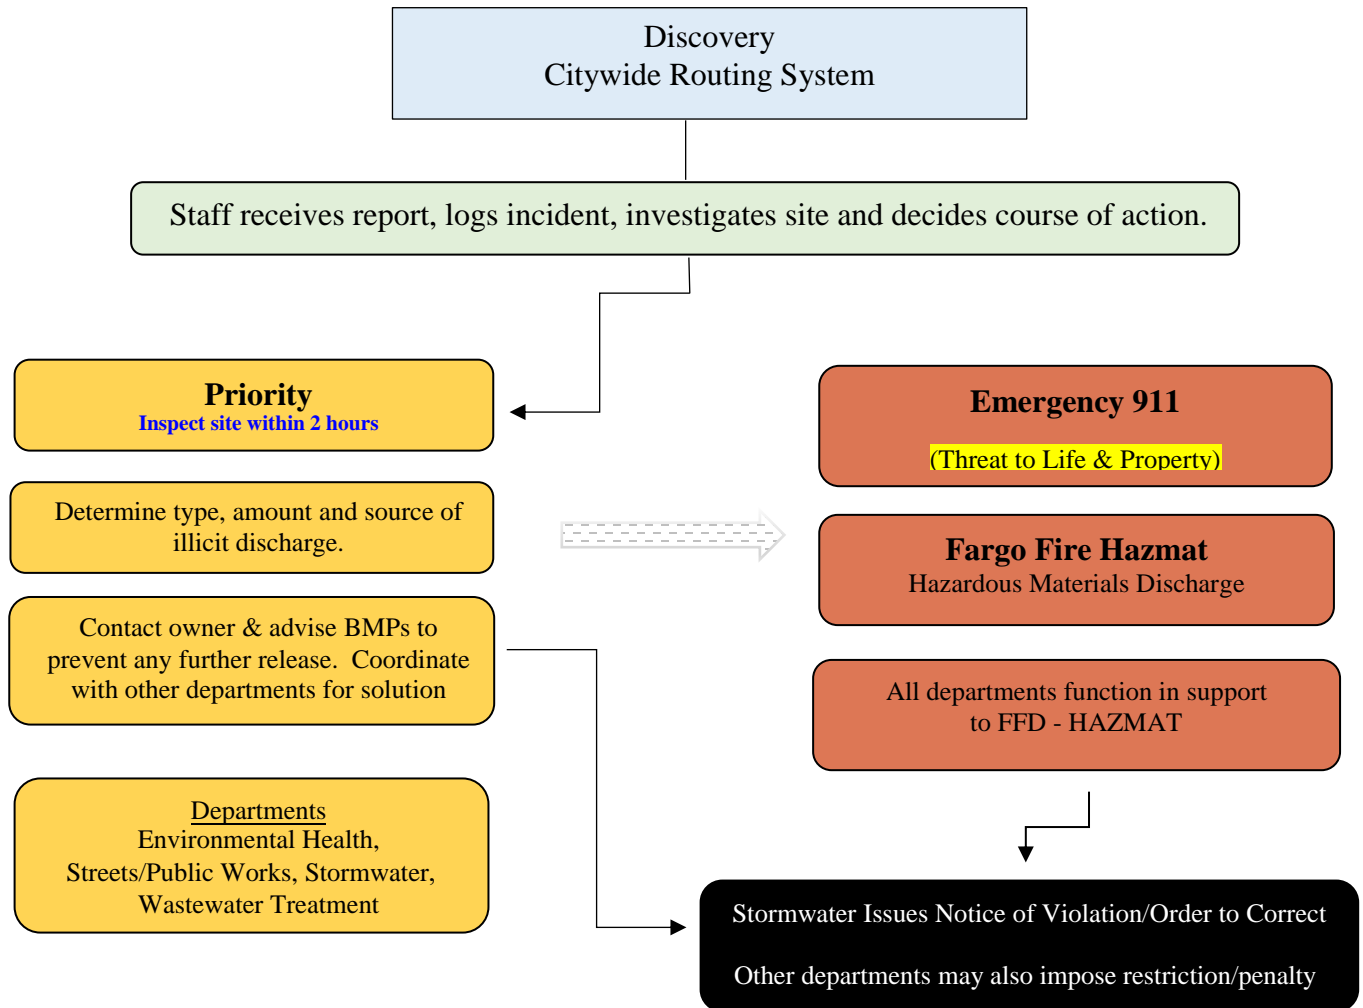 Discovery
Citywide Routing System
Staff receives report, logs incident, investigates site and decides course of action.
Priority
Inspect site within 2 hours
Determine type, amount and source of
illicit discharge.
Contact owner & advise BMPs to
prevent any further release.  Coordinate
with other departments for solution
Departments
Environmental Health,
Streets/Public Works, Stormwater,
Wastewater Treatment
Emergency 911
(Threat to Life & Property)
Fargo Fire Hazmat
Hazardous Materials Discharge
All departments function in support
to FFD - HAZMAT
Stormwater Issues Notice of Violation/Order to Correct
Other departments may also impose restriction/penalty